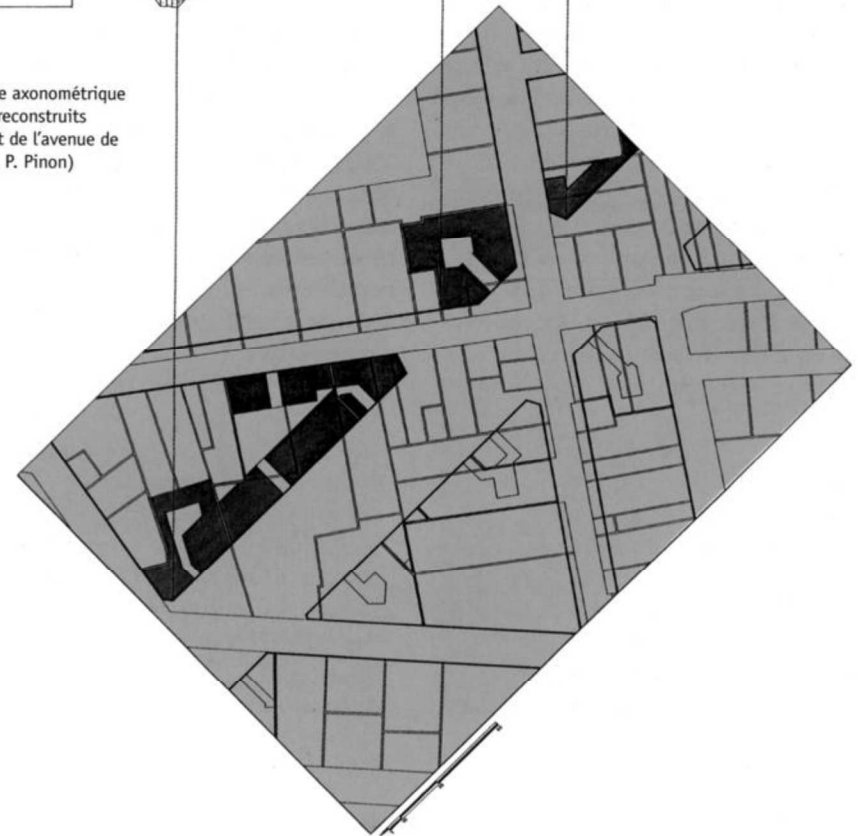 e axonométrique
reconstruits
t de l'avenue de
P. Pinon)